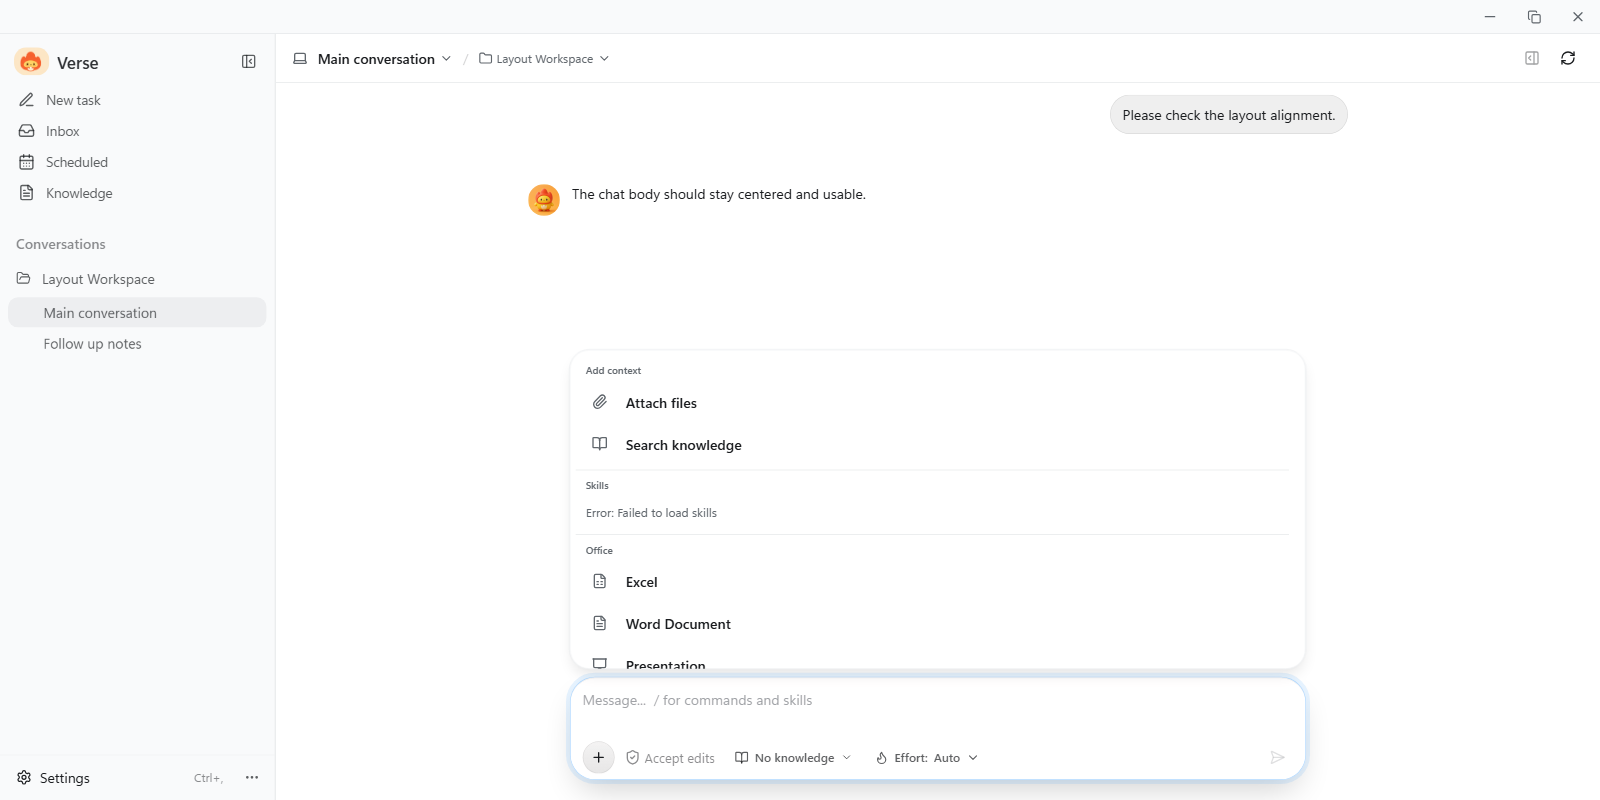 Verse
New task
Inbox
Scheduled
Knowledge
Conversations
Layout Workspace
Main conversation
Follow up notes
Settings Ctrl+,
Main conversation / Layout Workspace
Please check the layout alignment.
The chat body should stay centered and usable.
Add context
Attach files
Search knowledge
Skills
Error: Failed to load skills
Office
Excel
Word Document
Presentation
Message... / for commands and skills
Accept edits No knowledge Effort: Auto